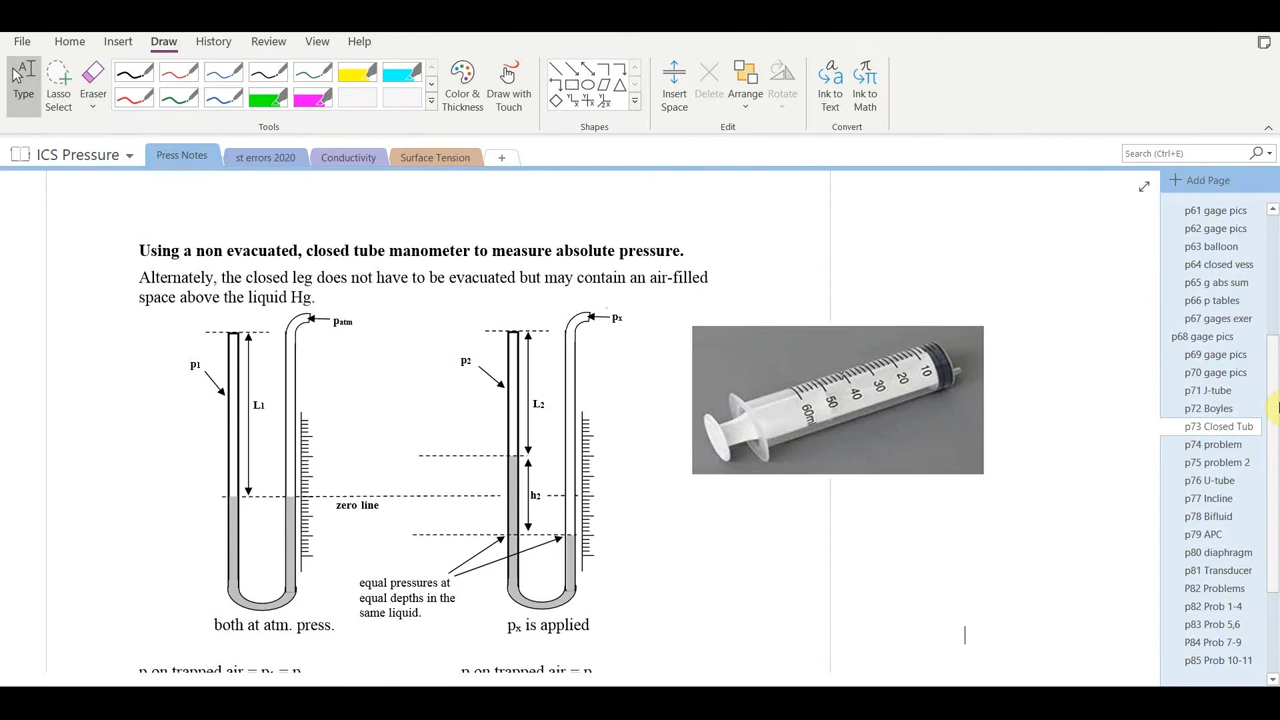 File Home Insert Draw History Review View Help
Type
Lasso Select
Eraser
Color & Thickness
Draw with Touch
Insert Space
Delete
Arrange
Rotate
Ink to Text
Ink to Math
Tools
Shapes
Edit
Convert
ICS Pressure
Press Notes
st errors 2020
Conductivity
Surface Tension
+
Search (Ctrl+E)
Add Page
p61 gage pics
p62 gage pics
p63 balloon
p64 closed vess
p65 g abs sum
p66 p tables
p67 gages exer
p68 gage pics
p69 gage pics
p70 gage pics
p71 J-tube
p72 Boyles
p73 Closed Tub
p74 problem
p75 problem 2
p76 U-tube
p77 Incline
p78 Bifluid
p79 APC
p80 diaphragm
p81 Transducer
P82 Problems
p82 Prob 1-4
p83 Prob 5,6
P84 Prob 7-9
p85 Prob 10-11
Using a non evacuated, closed tube manometer to measure absolute pressure.
Alternately, the closed leg does not have to be evacuated but may contain an air-filled
space above the liquid Hg.
patm
p1
L1
zero line
both at atm. press.
px
p2
L2
h2
equal pressures at
equal depths in the
same liquid.
px is applied
10
20
30
40
50
60ml
p on trapped air = p1 = p
p on trapped air = p